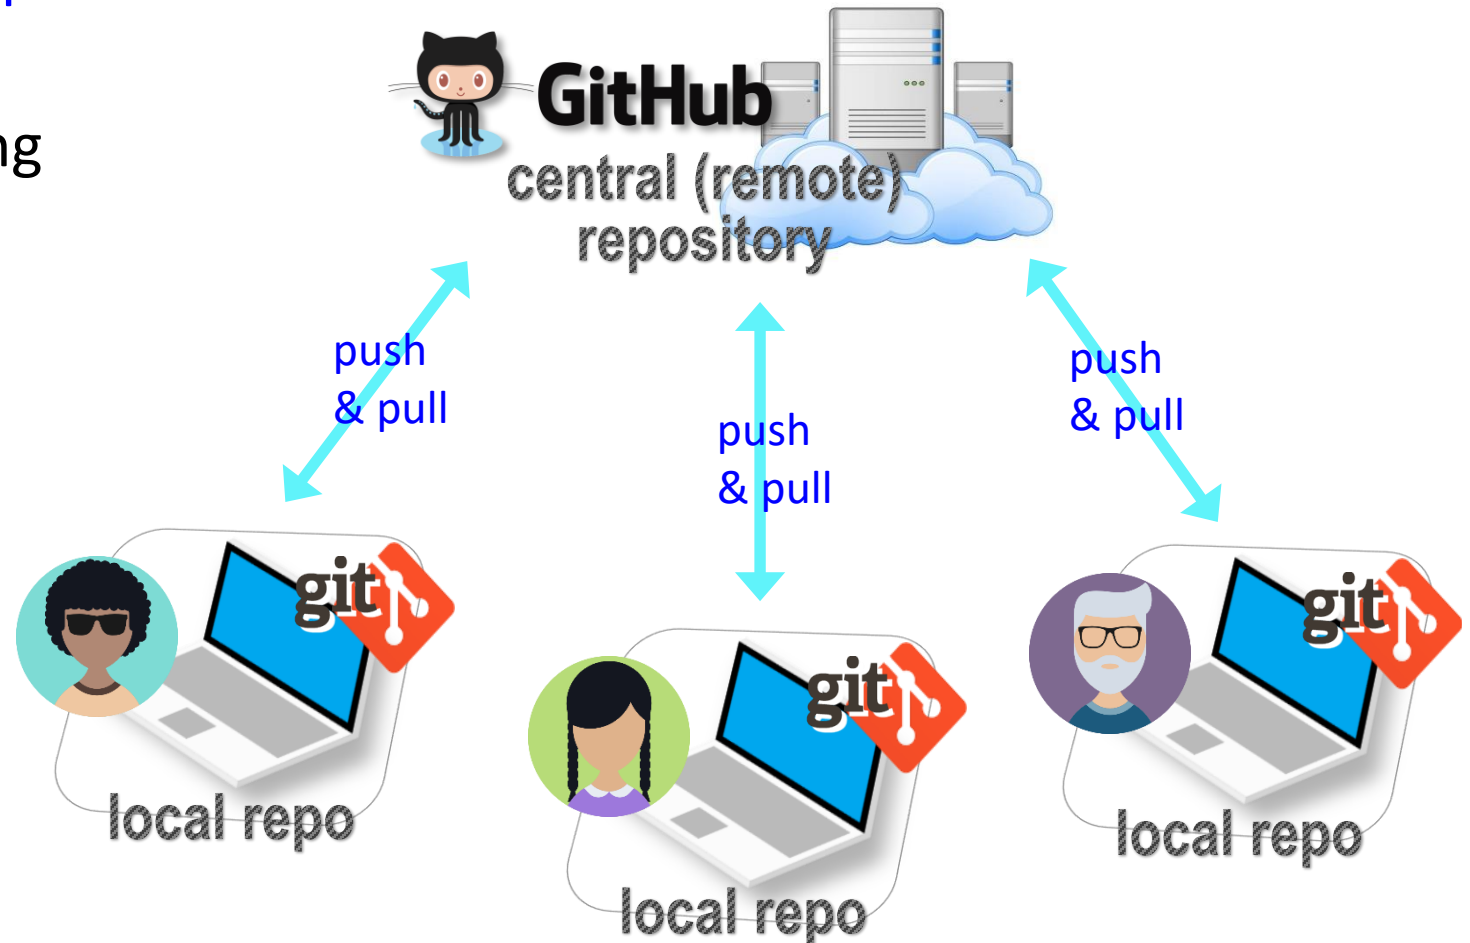 ng
GitHub
central (remote)
repository
push
& pull
push
& pull
push
& pull
git
git
git
local repo
local repo
local repo